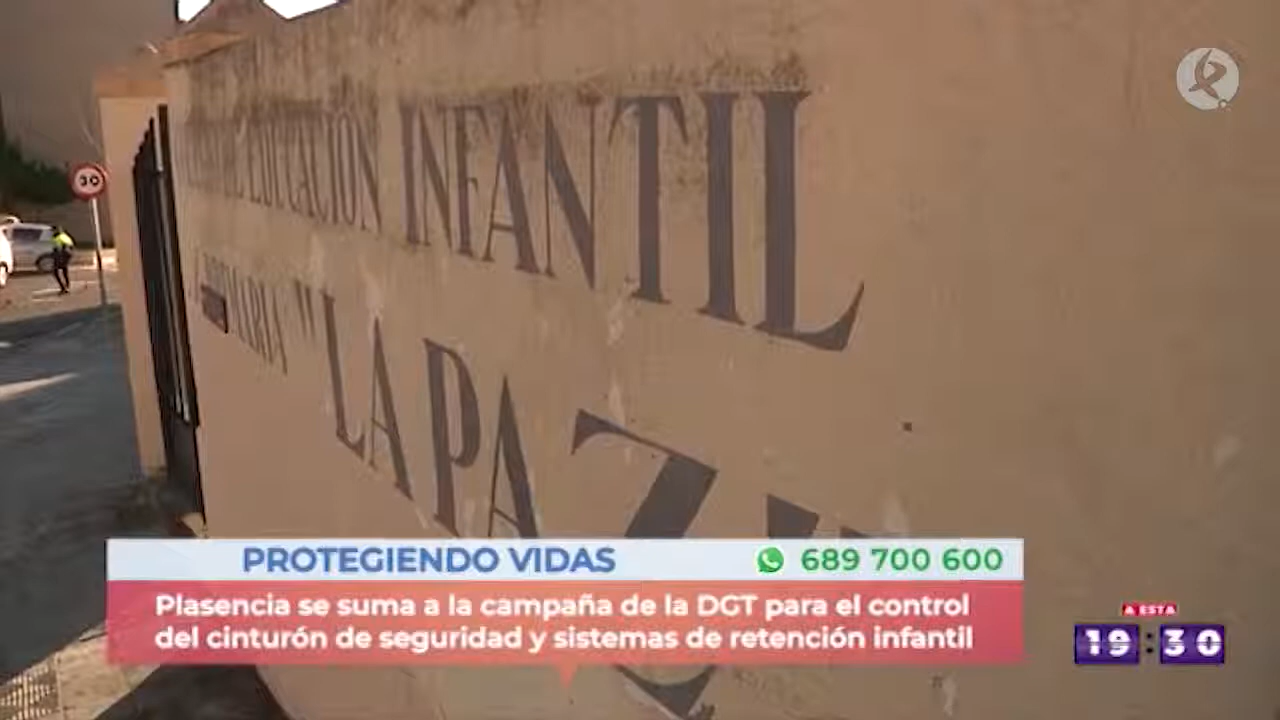 30
EDUCACIÓN INFANTIL
"LA PAZ"
PROTEGIENDO VIDAS
689 700 600
Plasencia se suma a la campaña de la DGT para el control
del cinturón de seguridad y sistemas de retención infantil
A ESTA
19:30